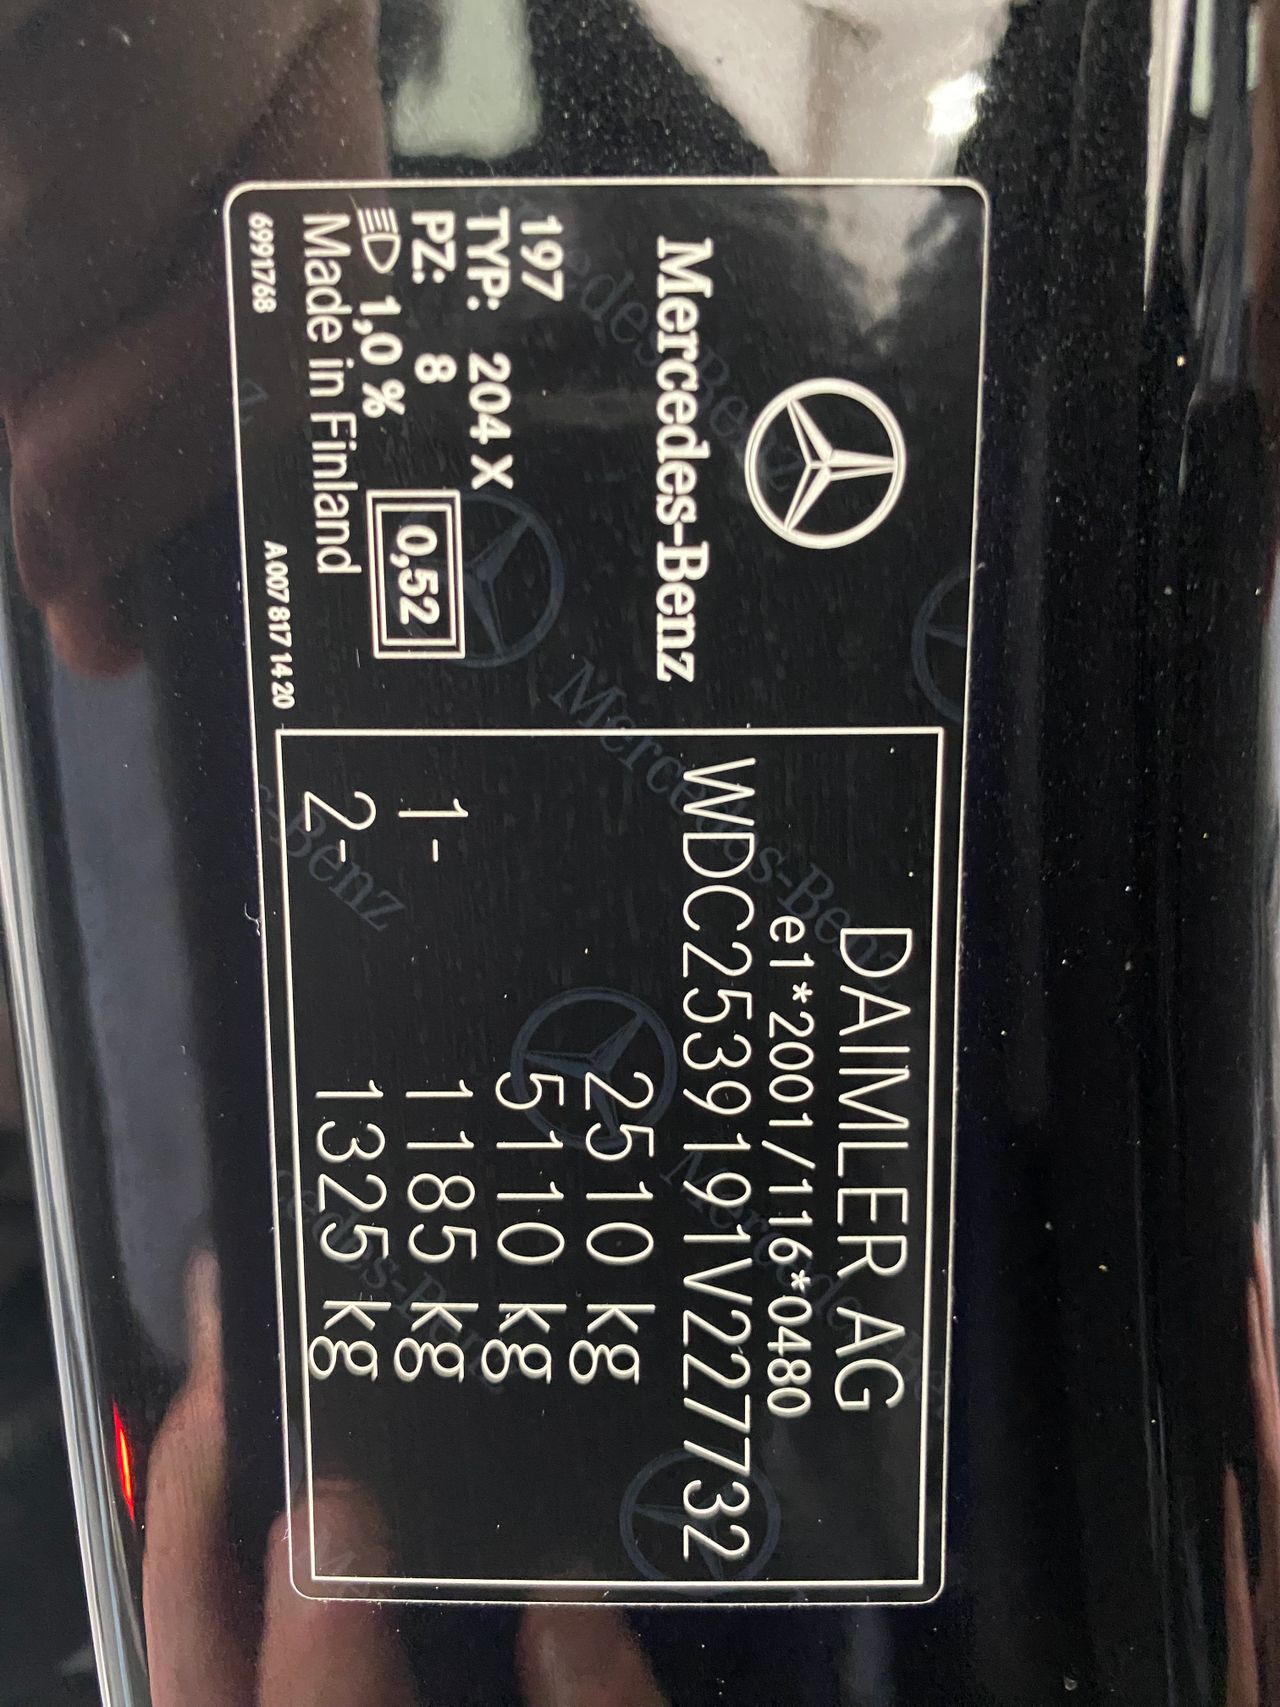 Mercedes-Benz
197
TYP: 204 X
PZ: 8
1,0 %
0,52
Made in Finland
6991768
A 007 817 14 20
DAIMLER AG
e1*2001/116*0480
WDC2539191V227732
2510 kg
5110 kg
1- 1185 kg
2- 1325 kg